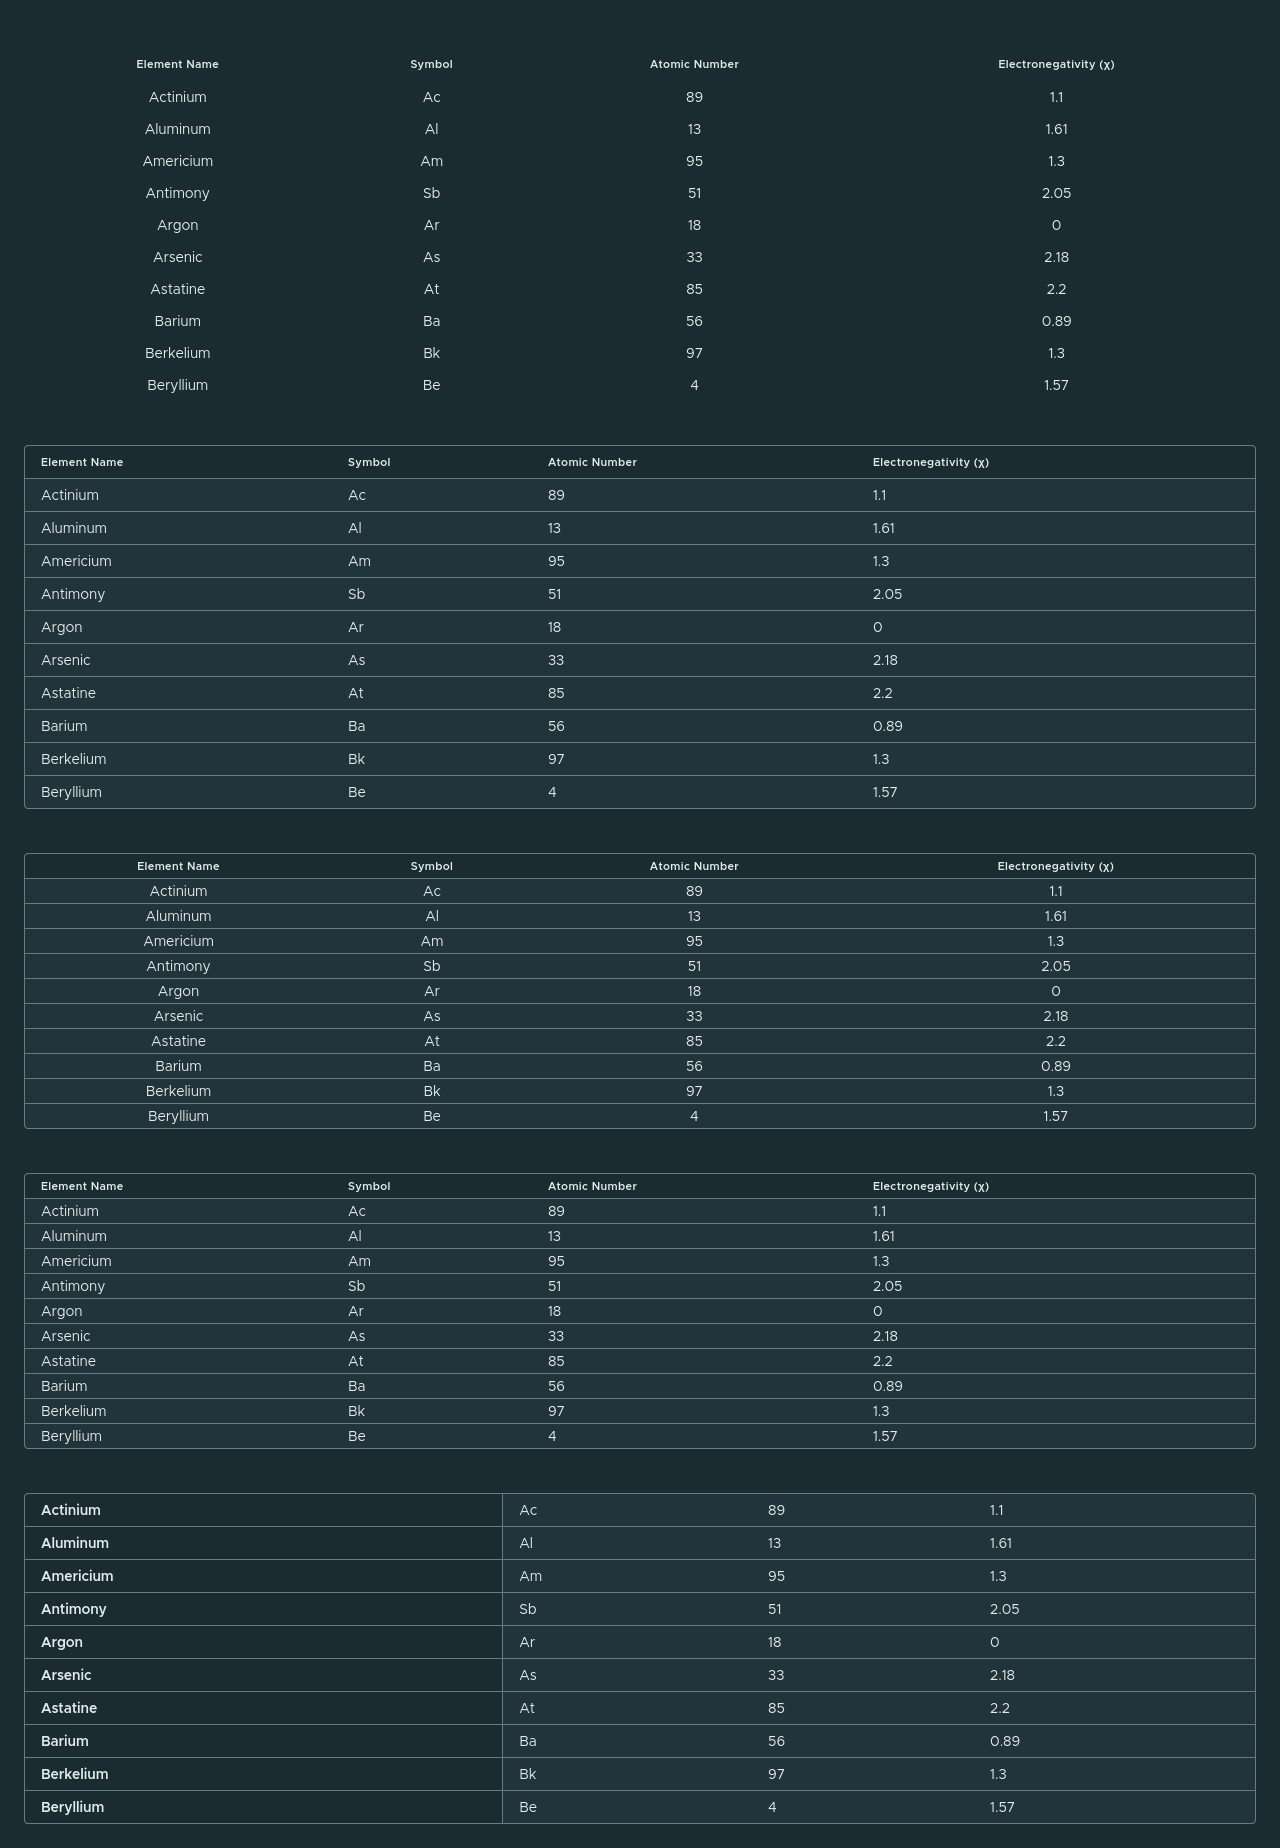 Element Name Symbol Atomic Number Electronegativity (χ)
Actinium Ac 89 1.1
Aluminum Al 13 1.61
Americium Am 95 1.3
Antimony Sb 51 2.05
Argon Ar 18 0
Arsenic As 33 2.18
Astatine At 85 2.2
Barium Ba 56 0.89
Berkelium Bk 97 1.3
Beryllium Be 4 1.57
Element Name Symbol Atomic Number Electronegativity (χ)
Actinium Ac 89 1.1
Aluminum Al 13 1.61
Americium Am 95 1.3
Antimony Sb 51 2.05
Argon Ar 18 0
Arsenic As 33 2.18
Astatine At 85 2.2
Barium Ba 56 0.89
Berkelium Bk 97 1.3
Beryllium Be 4 1.57
Element Name Symbol Atomic Number Electronegativity (χ)
Actinium Ac 89 1.1
Aluminum Al 13 1.61
Americium Am 95 1.3
Antimony Sb 51 2.05
Argon Ar 18 0
Arsenic As 33 2.18
Astatine At 85 2.2
Barium Ba 56 0.89
Berkelium Bk 97 1.3
Beryllium Be 4 1.57
Element Name Symbol Atomic Number Electronegativity (χ)
Actinium Ac 89 1.1
Aluminum Al 13 1.61
Americium Am 95 1.3
Antimony Sb 51 2.05
Argon Ar 18 0
Arsenic As 33 2.18
Astatine At 85 2.2
Barium Ba 56 0.89
Berkelium Bk 97 1.3
Beryllium Be 4 1.57
Actinium Ac 89 1.1
Aluminum Al 13 1.61
Americium Am 95 1.3
Antimony Sb 51 2.05
Argon Ar 18 0
Arsenic As 33 2.18
Astatine At 85 2.2
Barium Ba 56 0.89
Berkelium Bk 97 1.3
Beryllium Be 4 1.57